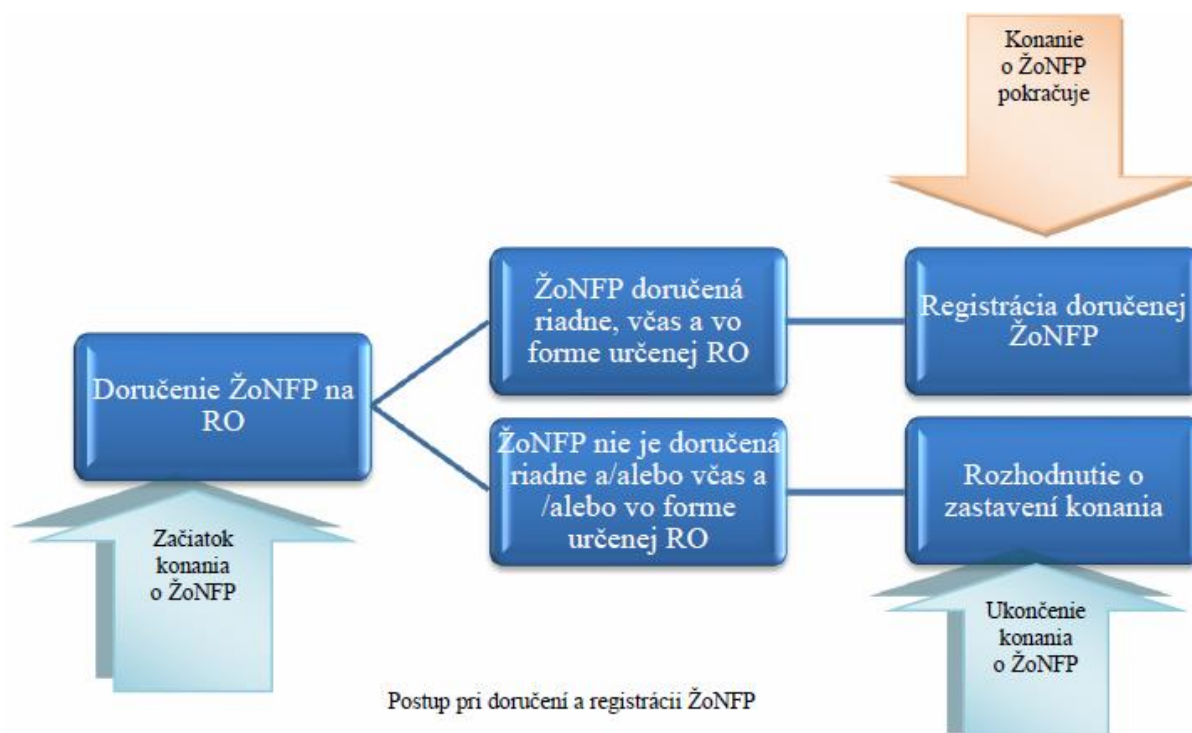 Konanie
o ŽoNFP
pokračuje
ŽoNFP doručená
riadne, včas a vo
forme určenej RO
Registrácia doručenej
ŽoNFP
Doručenie ŽoNFP na
RO
ŽoNFP nie je doručená
riadne a/alebo včas a
/alebo vo forme
určenej RO
Rozhodnutie o
zastavení konania
Začiatok
konania
o ŽoNFP
Ukončenie
konania
o ŽoNFP
Postup pri doručení a registrácii ŽoNFP